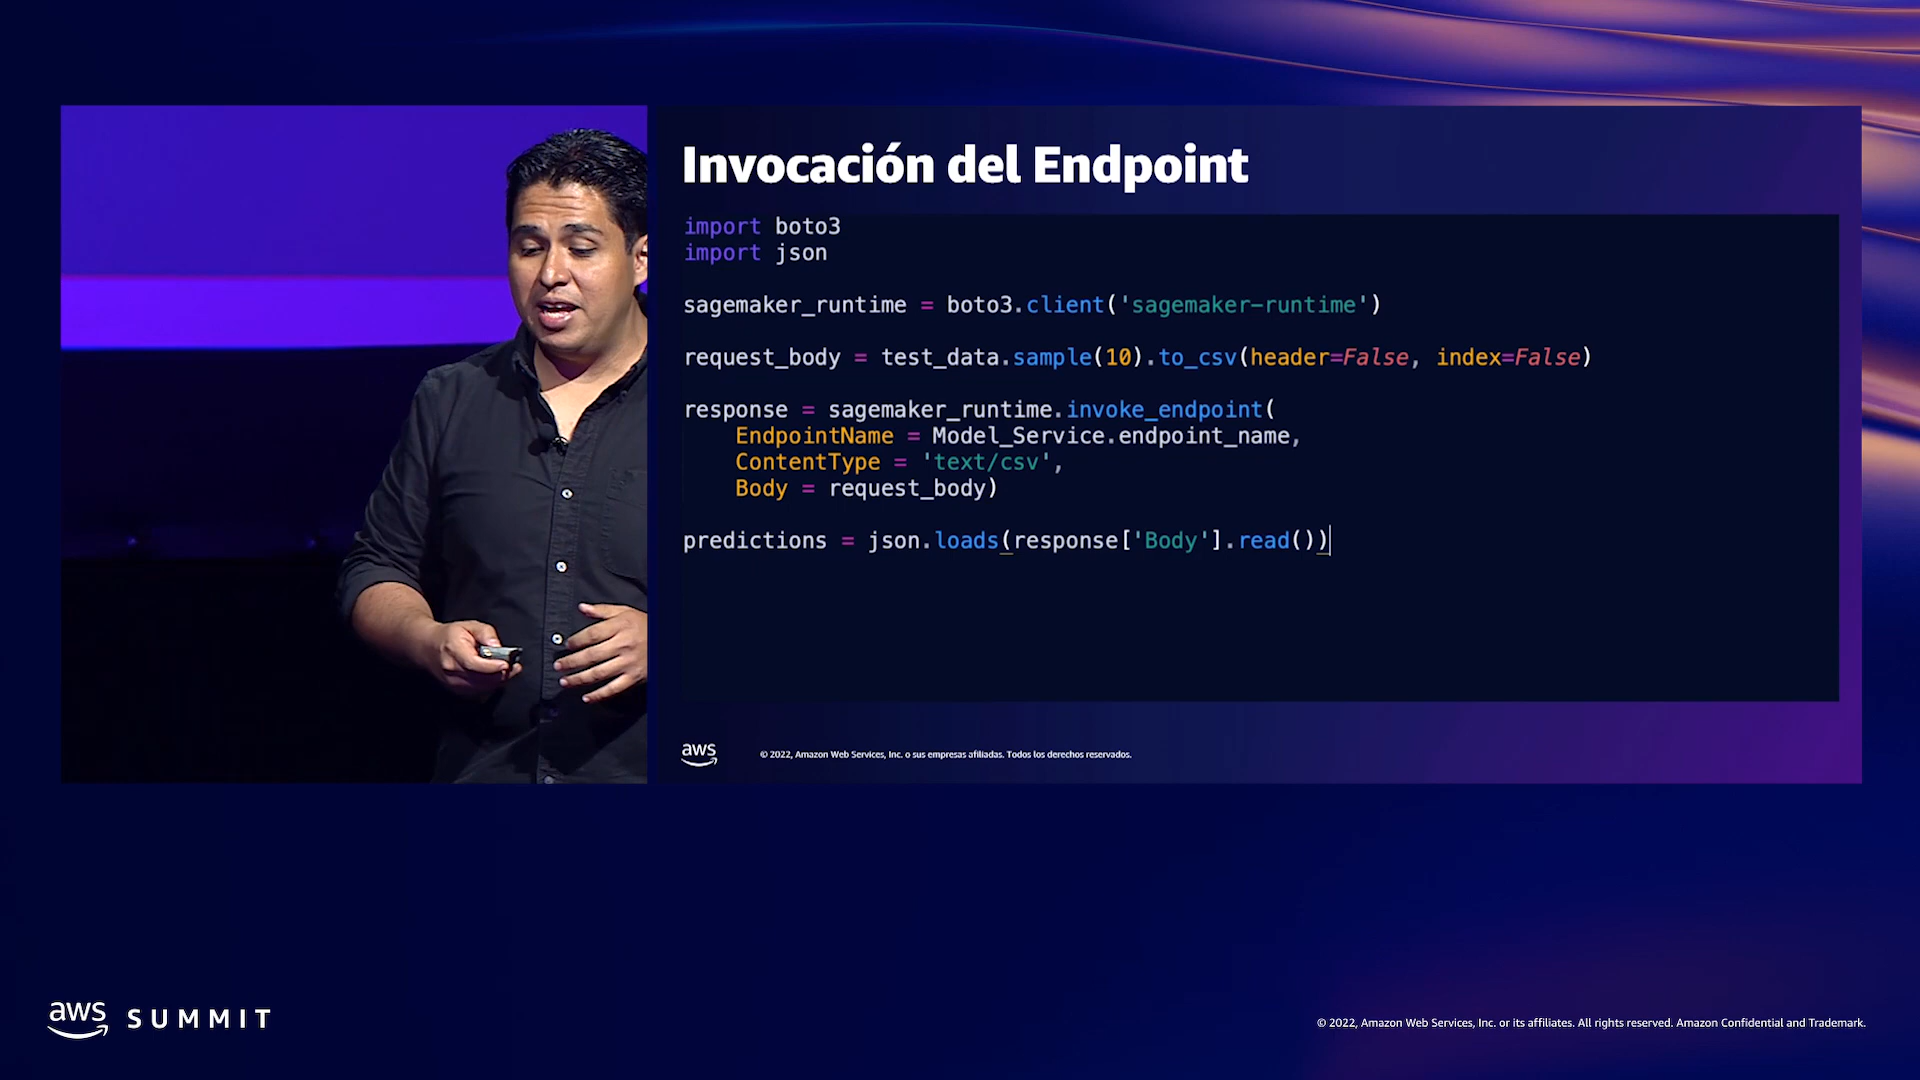 Invocación del Endpoint
import boto3
import json
sagemaker_runtime = boto3.client('sagemaker-runtime')
request_body = test_data.sample(10).to_csv(header=False, index=False)
response = sagemaker_runtime.invoke_endpoint(
    EndpointName = Model_Service.endpoint_name,
    ContentType = 'text/csv',
    Body = request_body)
predictions = json.loads(response['Body'].read())
aws
© 2022, Amazon Web Services, Inc. o sus empresas afiliadas. Todos los derechos reservados.
aws SUMMIT
© 2022, Amazon Web Services, Inc. or its affiliates. All rights reserved. Amazon Confidential and Trademark.